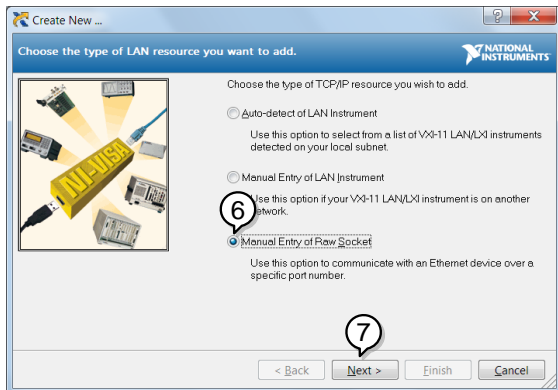 Create New ...
Choose the type of LAN resource you want to add.
NATIONAL
INSTRUMENTS
Choose the type of TCP/IP resource you wish to add.
Auto-detect of LAN Instrument
Use this option to select from a list of VXI-11 LAN/LXI instruments
detected on your local subnet.
Manual Entry of LAN Instrument
Use this option if your VXI-11 LAN/LXI instrument is on another
network.
6
Manual Entry of Raw Socket
Use this option to communicate with an Ethernet device over a
specific port number.
NI-VISA
7
< Back
Next >
Finish
Cancel